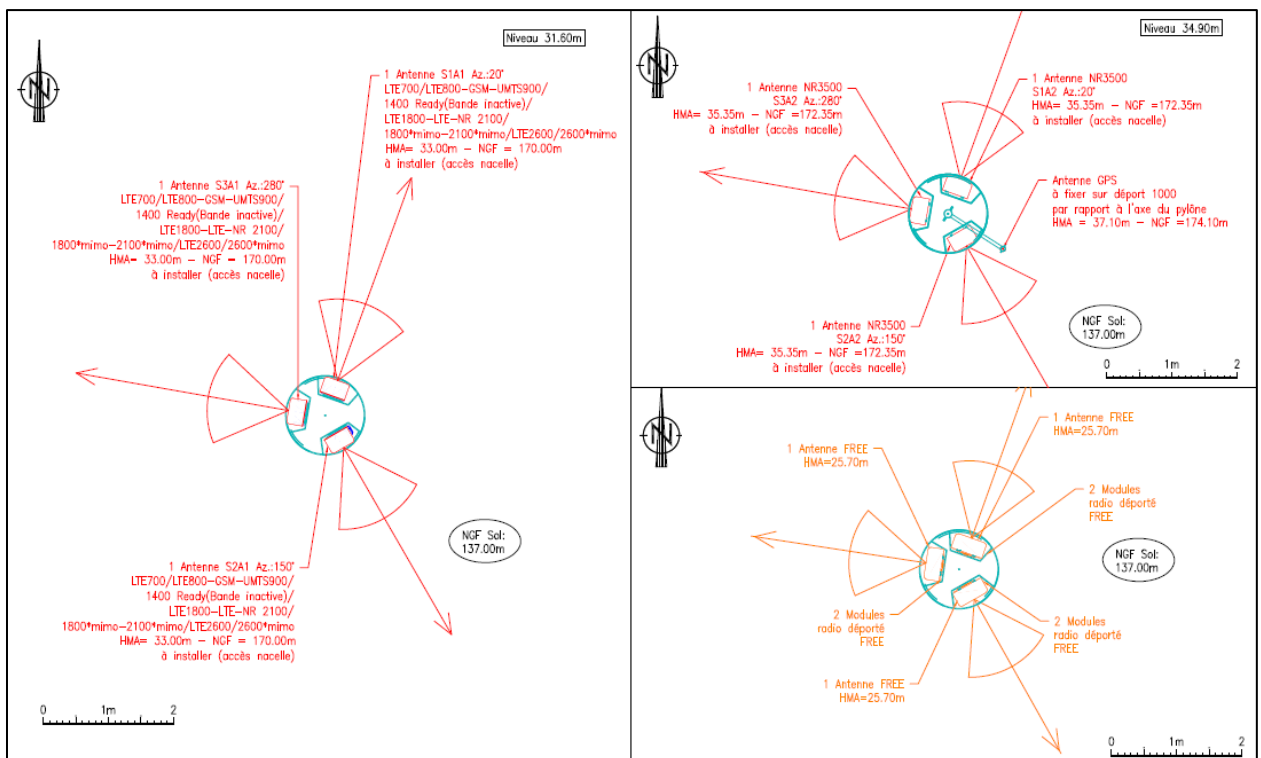 Niveau 31.60m
N
1 Antenne S1A1 Az.:20°
LTE700/LTE800-GSM-UMTS900/
1400 Ready(Bande inactive)/
LTE1800-LTE-NR 2100/
1800*mimo-2100*mimo/LTE2600/2600*mimo
HMA= 33.00m - NGF = 170.00m
à installer (accès nacelle)
1 Antenne S3A1 Az.:280°
LTE700/LTE800-GSM-UMTS900/
1400 Ready(Bande inactive)/
LTE1800-LTE-NR 2100/
1800*mimo-2100*mimo/LTE2600/2600*mimo
HMA= 33.00m - NGF = 170.00m
à installer (accès nacelle)
NGF Sol:
137.00m
1 Antenne S2A1 Az.:150°
LTE700/LTE800-GSM-UMTS900/
1400 Ready(Bande inactive)/
LTE1800-LTE-NR 2100/
1800*mimo-2100*mimo/LTE2600/2600*mimo
HMA= 33.00m - NGF = 170.00m
à installer (accès nacelle)
0 1m 2
Niveau 34.90m
N
1 Antenne NR3500
S3A2 Az.:280°
HMA= 35.35m - NGF =172.35m
à installer (accès nacelle)
1 Antenne NR3500
S1A2 Az.:20°
HMA= 35.35m - NGF =172.35m
à installer (accès nacelle)
Antenne GPS
à fixer sur déport 1000
par rapport à l'axe du pylône
HMA = 37.10m - NGF =174.10m
1 Antenne NR3500
S2A2 Az.:150°
HMA= 35.35m - NGF =172.35m
à installer (accès nacelle)
NGF Sol:
137.00m
0 1m 2
N
1 Antenne FREE
HMA=25.70m
1 Antenne FREE
HMA=25.70m
2 Modules
radio déporté
FREE
NGF Sol:
137.00m
2 Modules
radio déporté
FREE
2 Modules
radio déporté
FREE
1 Antenne FREE
HMA=25.70m
0 1m 2